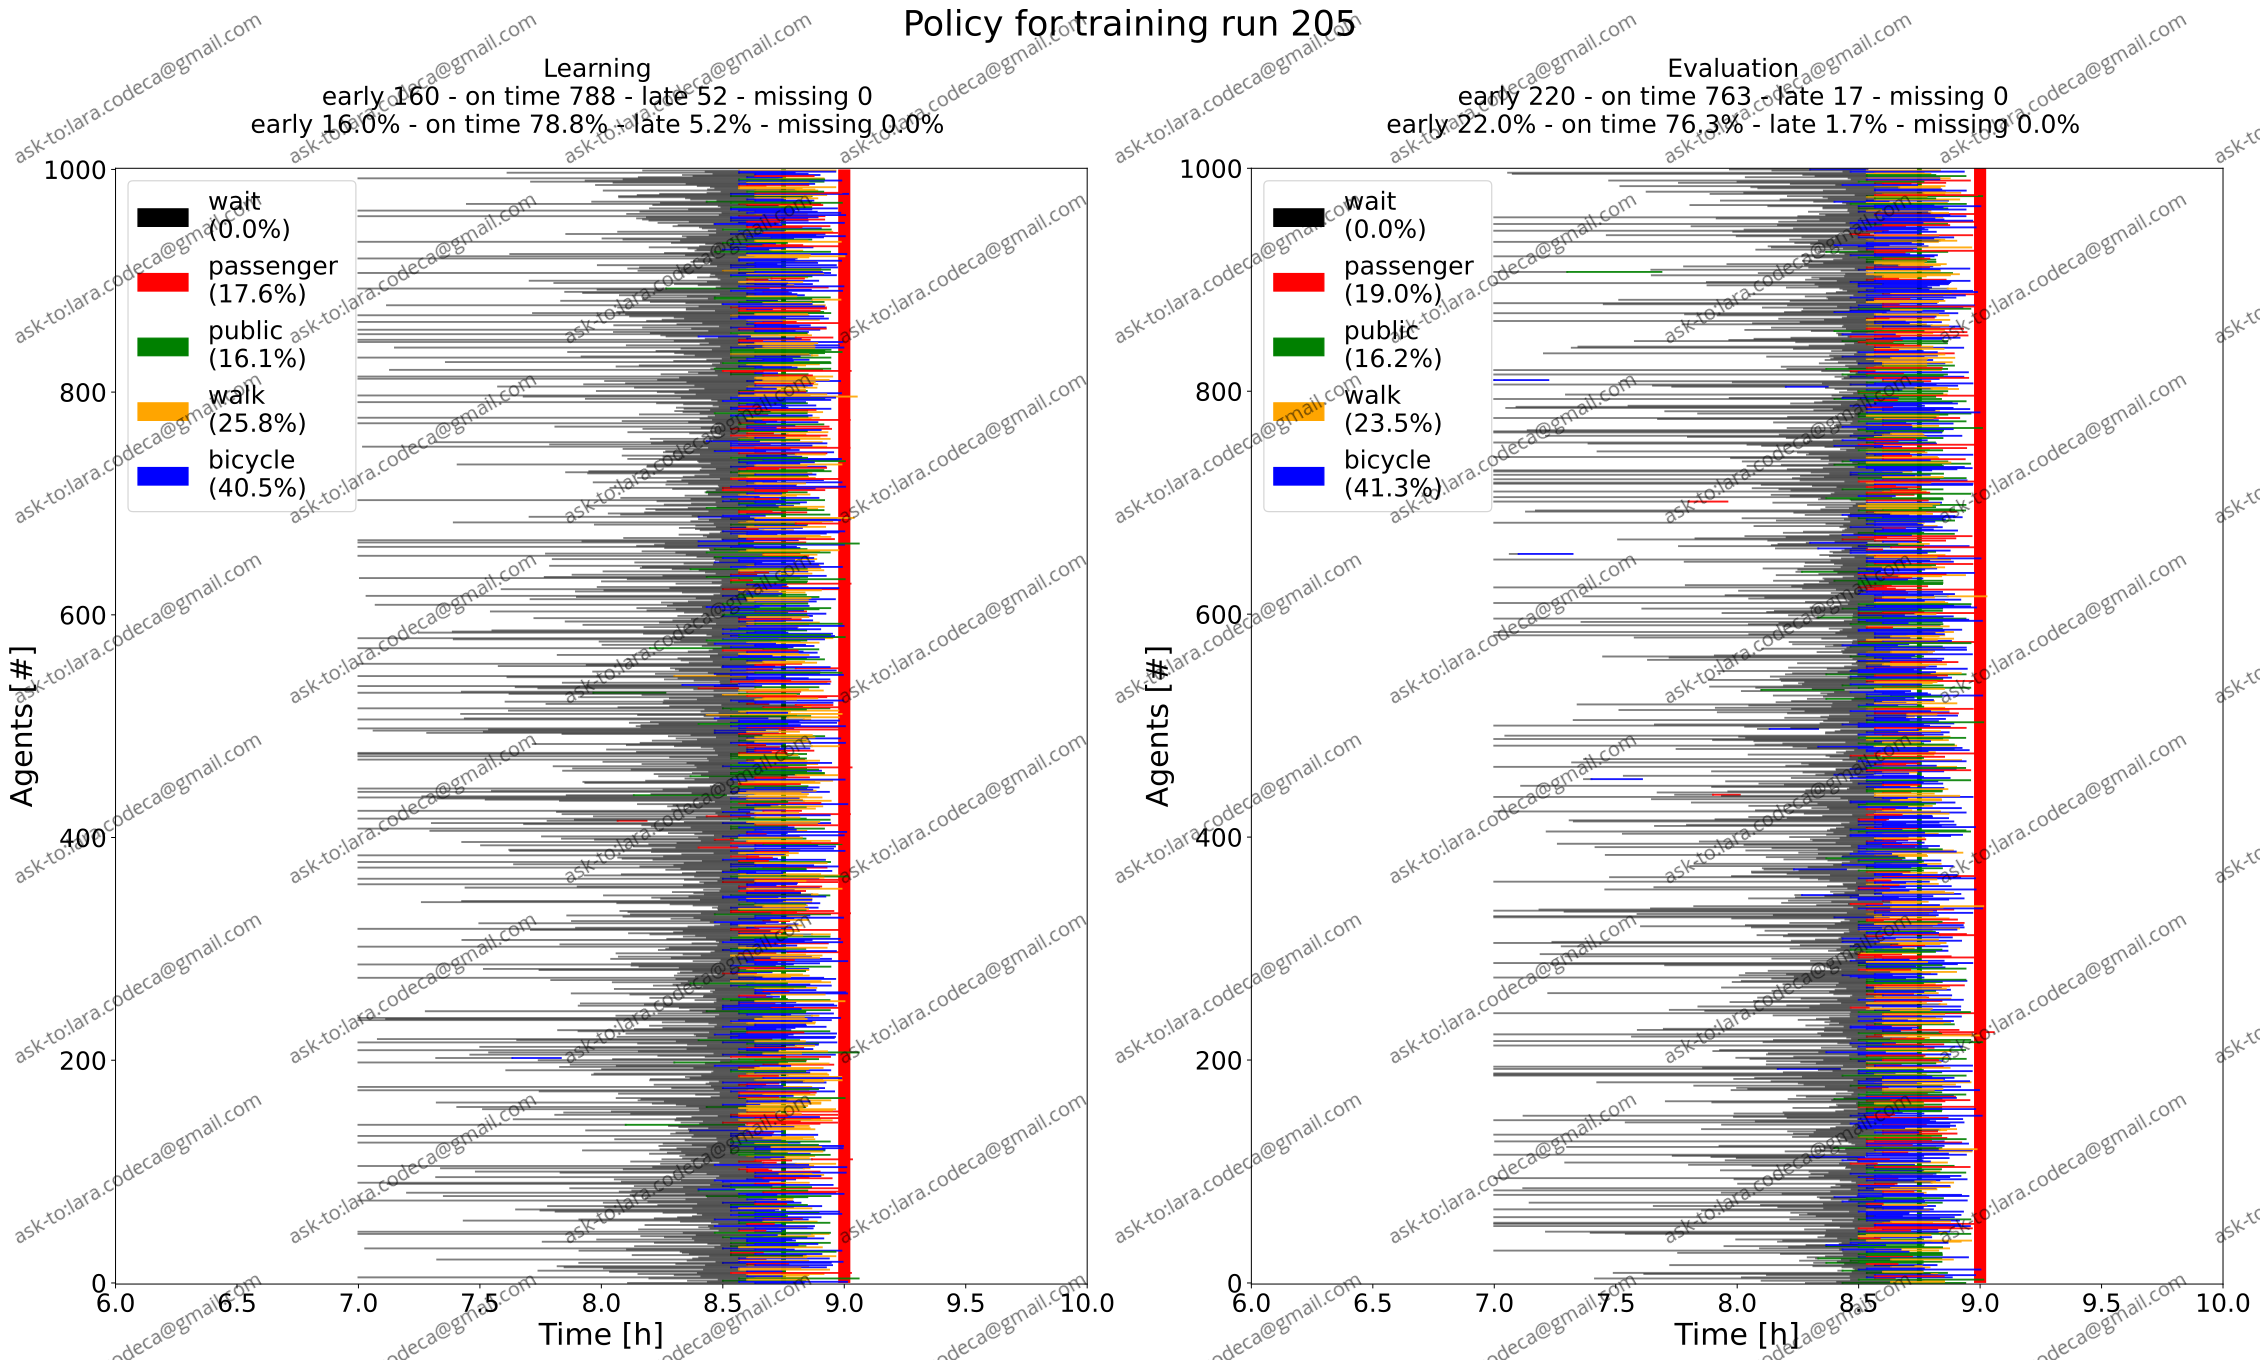 Policy for training run 205
Learning
early 160 - on time 788 - late 52 - missing 0
early 16.0% - on time 78.8% - late 5.2% - missing 0.0%
1000
800
600
400
200
0
Agents [#]
wait
(0.0%)
passenger
(17.6%)
public
(16.1%)
walk
(25.8%)
bicycle
(40.5%)
6.0 6.5 7.0 7.5 8.0 8.5 9.0 9.5 10.0
Time [h]
Evaluation
early 220 - on time 763 - late 17 - missing 0
early 22.0% - on time 76.3% - late 1.7% - missing 0.0%
1000
800
600
400
200
0
Agents [#]
wait
(0.0%)
passenger
(19.0%)
public
(16.2%)
walk
(23.5%)
bicycle
(41.3%)
6.0 6.5 7.0 7.5 8.0 8.5 9.0 9.5 10.0
Time [h]
ask-to:lara.codeca@gmail.com